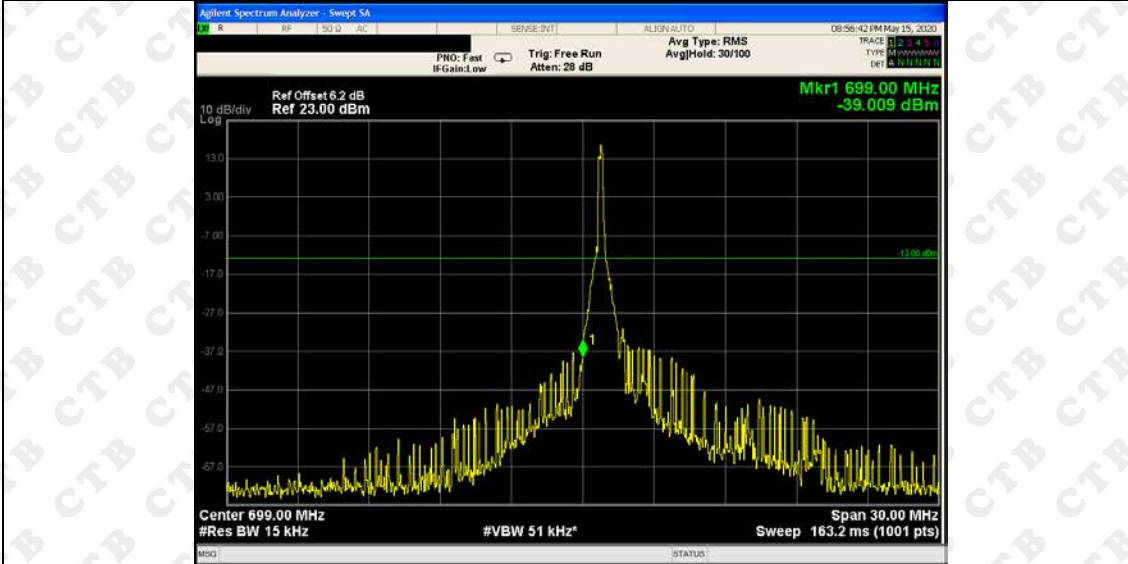 Agilent Spectrum Analyzer - Swept SA
LXI R RF 50 Ω AC SENSE:INT ALIGNAUTO 08:56:42 PM May 15, 2020
PNO: Fast Trig: Free Run Avg Type: RMS TRACE 1 2 3 4 5 6
IFGain:Low Atten: 28 dB Avg|Hold: 30/100 TYPE M W W W W W
DET A N N N N N
Mkr1 699.00 MHz
-39.009 dBm
Ref Offset 6.2 dB
10 dB/div Ref 23.00 dBm
Log
13.0
3.00
-7.00
-13.00 dBm
-17.0
-27.0
1
-37.0
-47.0
-57.0
-67.0
Center 699.00 MHz Span 30.00 MHz
#Res BW 15 kHz #VBW 51 kHz* Sweep 163.2 ms (1001 pts)
MSG STATUS
CTB